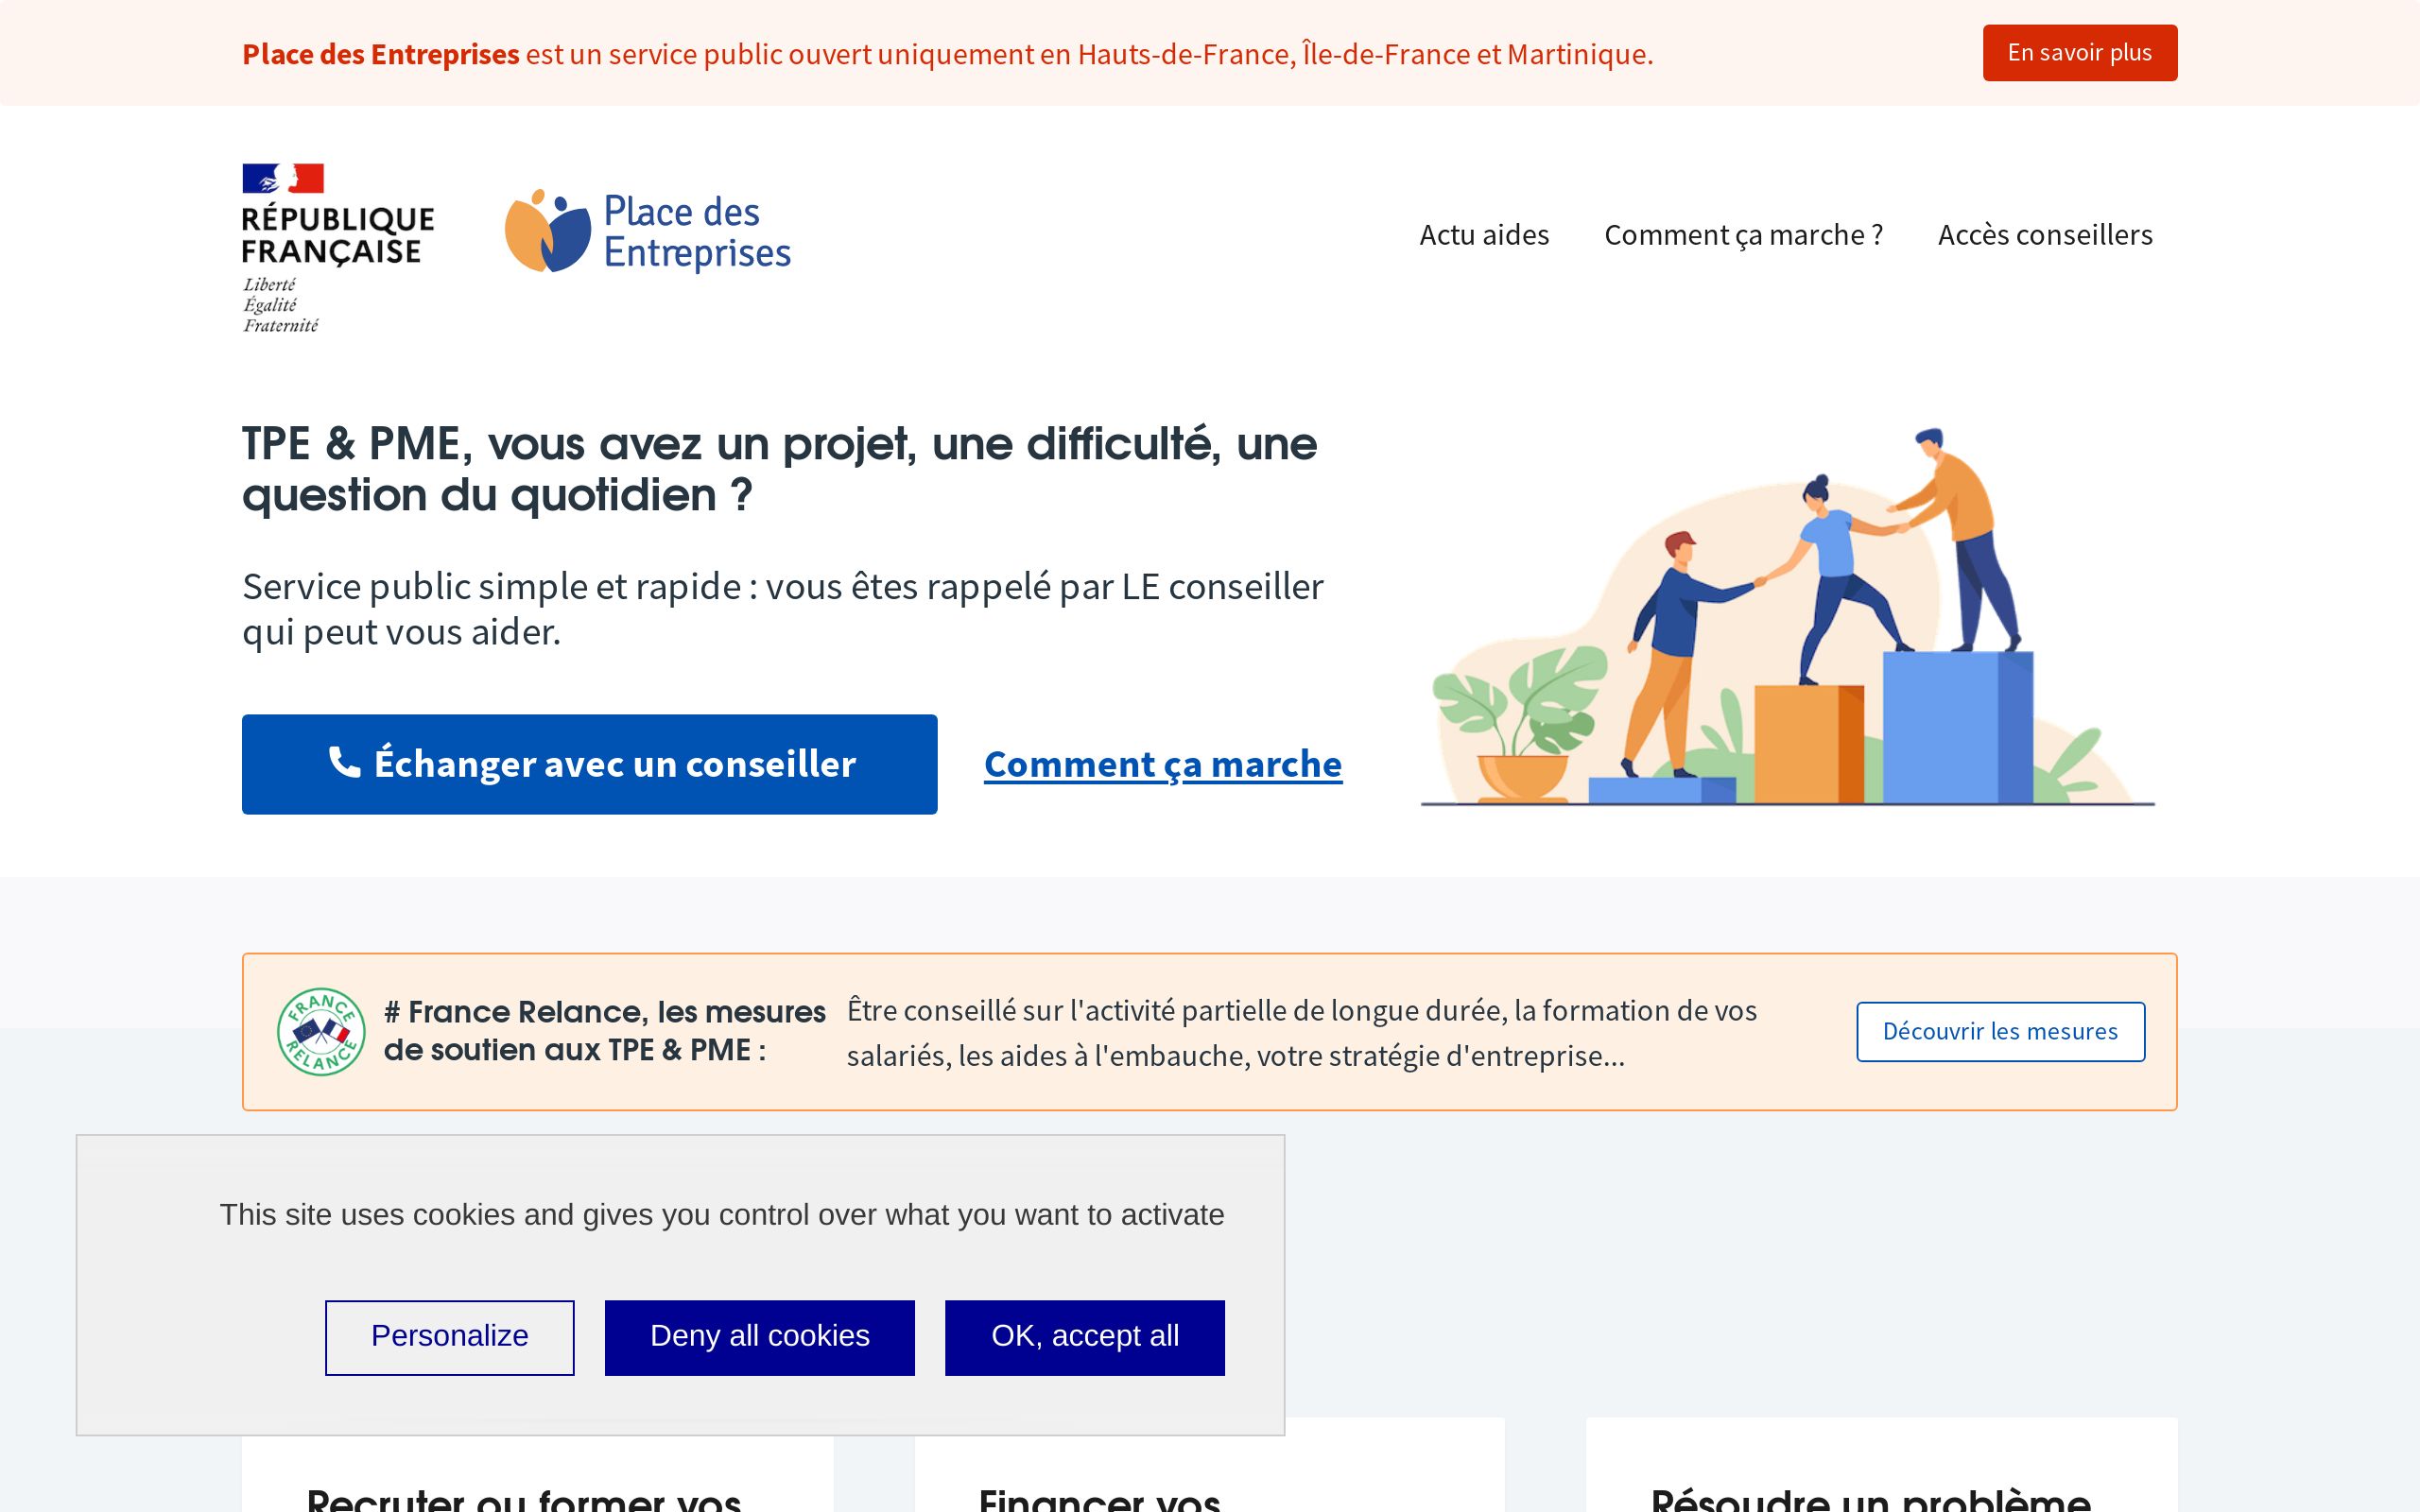 Place des Entreprises est un service public ouvert uniquement en Hauts-de-France, Île-de-France et Martinique.
En savoir plus
RÉPUBLIQUE
FRANÇAISE
Liberté
Égalité
Fraternité
Place des
Entreprises
Actu aides
Comment ça marche ?
Accès conseillers
TPE & PME, vous avez un projet, une difficulté, une
question du quotidien ?
Service public simple et rapide : vous êtes rappelé par LE conseiller
qui peut vous aider.
Échanger avec un conseiller
Comment ça marche
FRANCE
RELANCE
# France Relance, les mesures
de soutien aux TPE & PME :
Être conseillé sur l'activité partielle de longue durée, la formation de vos
salariés, les aides à l'embauche, votre stratégie d'entreprise...
Découvrir les mesures
This site uses cookies and gives you control over what you want to activate
Personalize
Deny all cookies
OK, accept all
Recruter ou former vos
Financer vos
Résoudre un problème